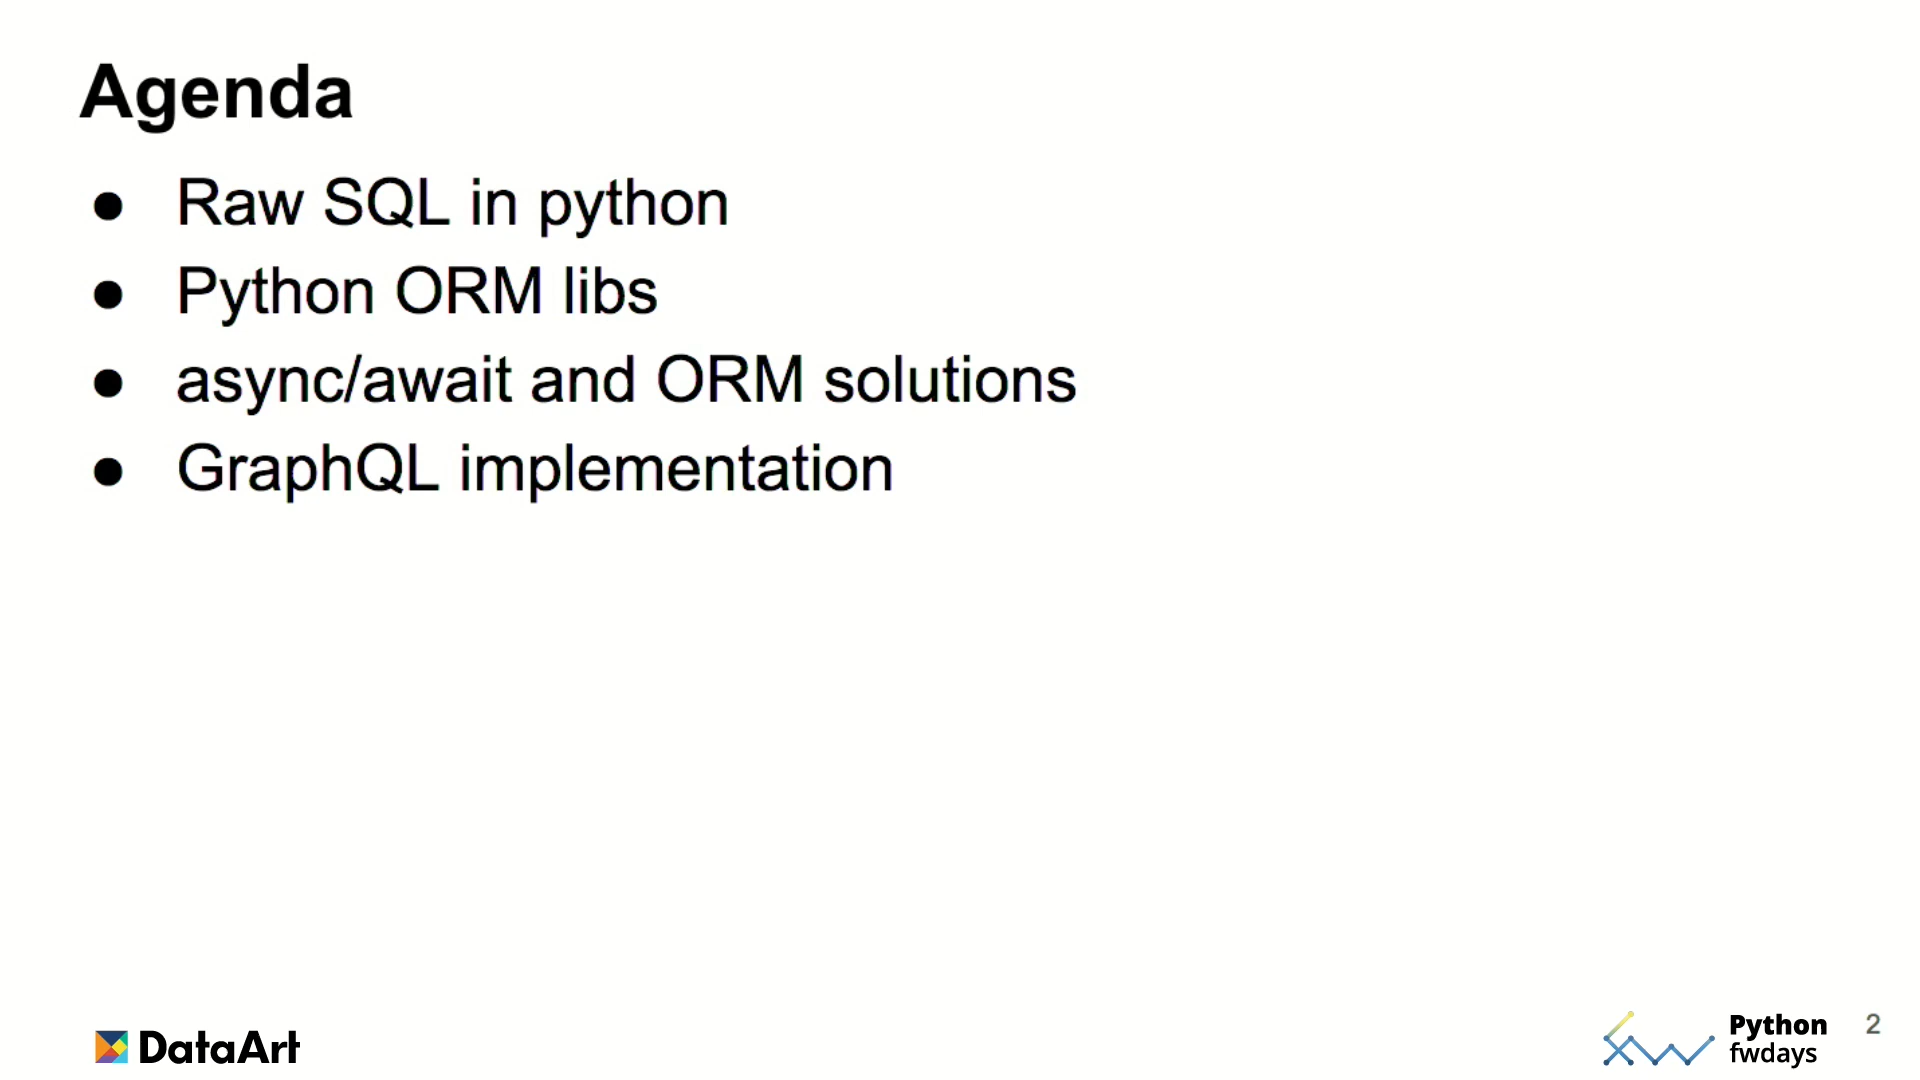 Agenda
● Raw SQL in python
● Python ORM libs
● async/await and ORM solutions
● GraphQL implementation
DataArt
Python
fwdays
2